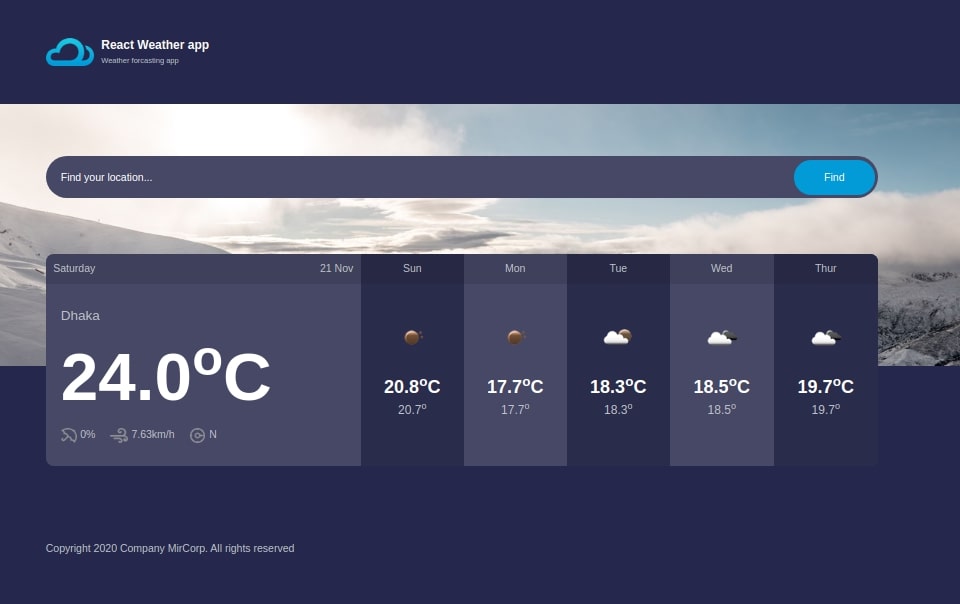 React Weather app
Weather forcasting app
Find your location...
Find
Saturday
21 Nov
Sun
Mon
Tue
Wed
Thur
Dhaka
24.0°C
20.8°C
17.7°C
18.3°C
18.5°C
19.7°C
20.7°
17.7°
18.3°
18.5°
19.7°
0%
7.63km/h
N
Copyright 2020 Company MirCorp. All rights reserved